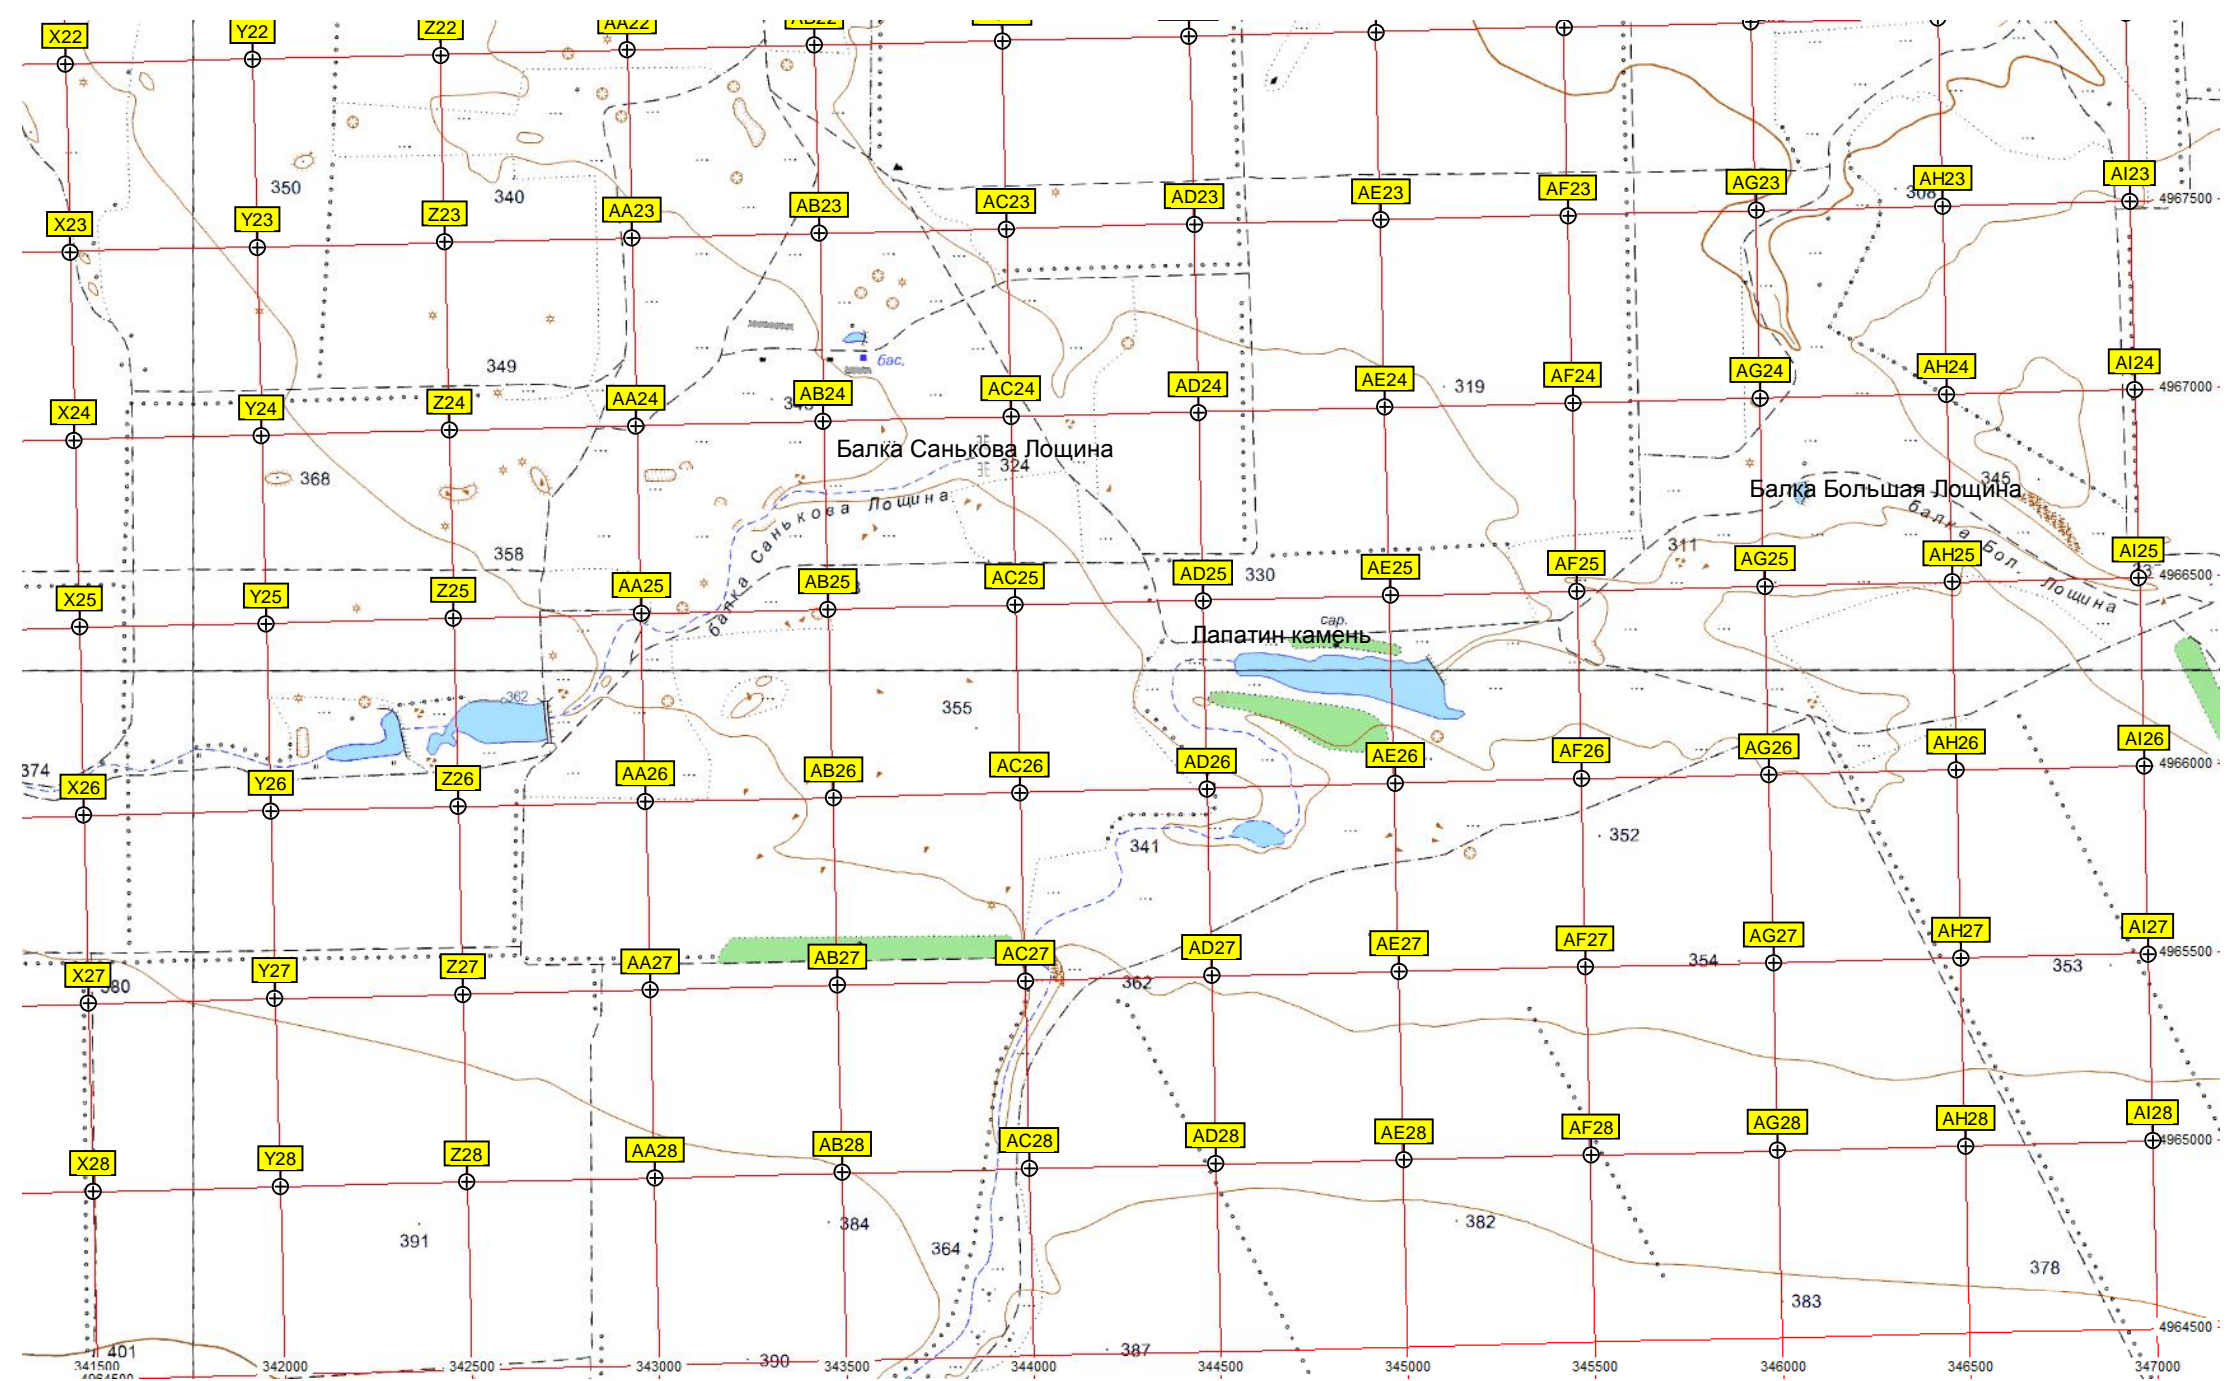 X22 Y22 Z22 AA22 AB22
350 340 308
X23 Y23 Z23 AA23 AB23 AC23 AD23 AE23 AF23 AG23 AH23 AI23 4967500
бас.
349 319
X24 Y24 Z24 AA24 AB24 AC24 AD24 AE24 AF24 AG24 AH24 AI24 4967000
Балка Санькова Лощина
324
368 345
Балка Большая Лощина
балка Санькова Лощина
балка Бол. Лощина
358 330 311
X25 Y25 Z25 AA25 AB25 AC25 AD25 AE25 AF25 AG25 AH25 AI25 4966500
сар.
Лапатин камень
362 355
374
X26 Y26 Z26 AA26 AB26 AC26 AD26 AE26 AF26 AG26 AH26 AI26 4966000
341 352
X27 Y27 Z27 AA27 AB27 AC27 AD27 AE27 AF27 AG27 AH27 AI27 4965500
380 362 354 353
X28 Y28 Z28 AA28 AB28 AC28 AD28 AE28 AF28 AG28 AH28 AI28 4965000
391 384 364 382 378
383
4964500
401 390 387
341500 342000 342500 343000 343500 344000 344500 345000 345500 346000 346500 347000
4964500